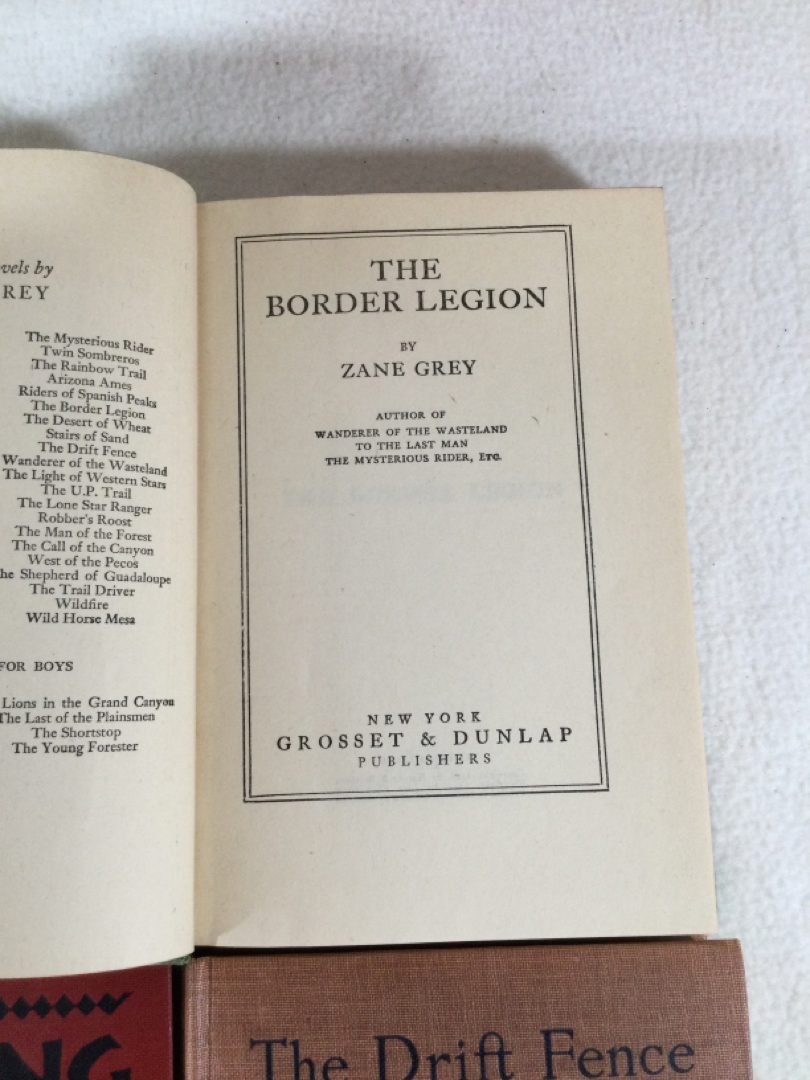 vels by
REY
The Mysterious Rider
Twin Sombreros
The Rainbow Trail
Arizona Ames
Riders of Spanish Peaks
The Border Legion
The Desert of Wheat
Stairs of Sand
The Drift Fence
Wanderer of the Wasteland
The Light of Western Stars
The U.P. Trail
The Lone Star Ranger
Robber's Roost
The Man of the Forest
The Call of the Canyon
West of the Pecos
he Shepherd of Guadaloupe
The Trail Driver
Wildfire
Wild Horse Mesa
FOR BOYS
Lions in the Grand Canyon
The Last of the Plainsmen
The Shortstop
The Young Forester
THE
BORDER LEGION
BY
ZANE GREY
AUTHOR OF
WANDERER OF THE WASTELAND
TO THE LAST MAN
THE MYSTERIOUS RIDER, ETC.
NEW YORK
GROSSET & DUNLAP
PUBLISHERS
NG
The Drift Fence